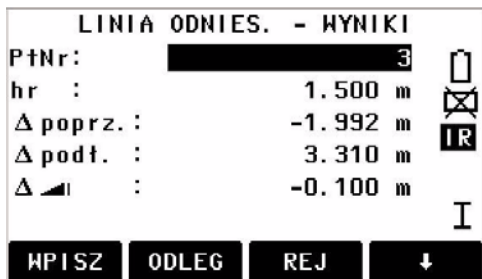 LINIA ODNIES. - WYNIKI
PtNr: 3
hr : 1.500 m
Δ poprz. : -1.992 m
Δ podł. : 3.310 m
Δ : -0.100 m
IR
I
WPISZ ODLEG REJ ↓